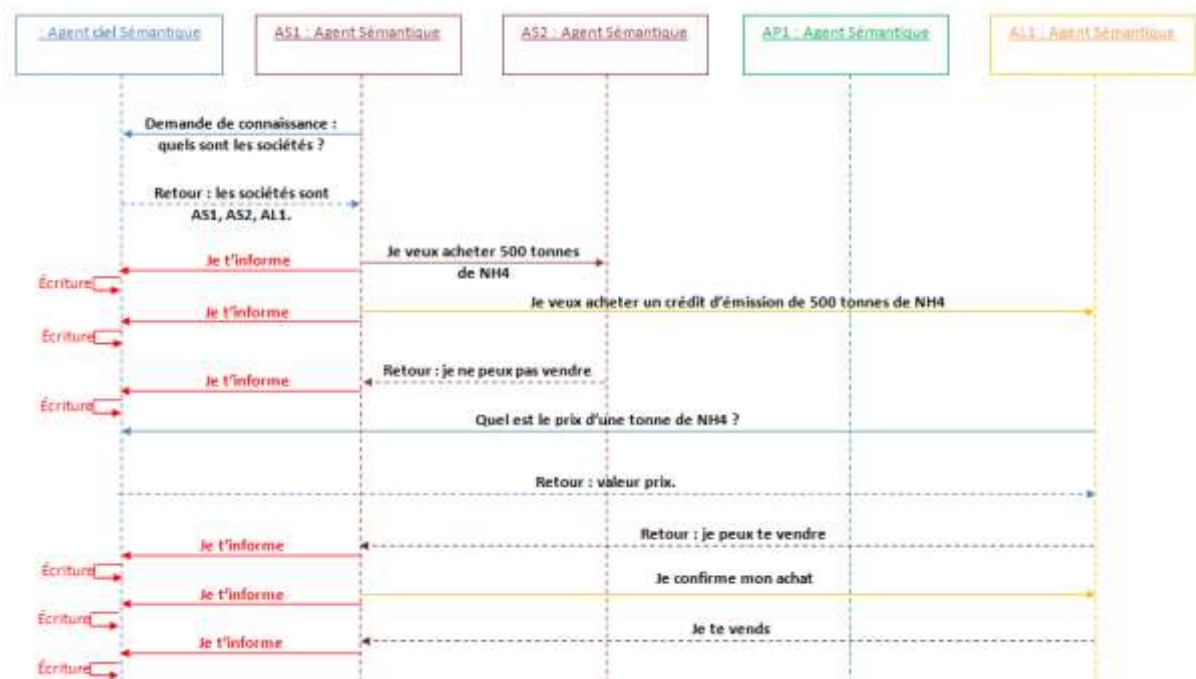 : Agent ciel Sémantique
AS1 : Agent Sémantique
AS2 : Agent Sémantique
AP1 : Agent Sémantique
AL1 : Agent Sémantique
Demande de connaissance :
quels sont les sociétés ?
Retour : les sociétés sont
AS1, AS2, AL1.
Je veux acheter 500 tonnes
de NH4
Je t'informe
Écriture
Je veux acheter un crédit d'émission de 500 tonnes de NH4
Je t'informe
Écriture
Retour : je ne peux pas vendre
Je t'informe
Écriture
Quel est le prix d'une tonne de NH4 ?
Retour : valeur prix.
Retour : je peux te vendre
Je t'informe
Écriture
Je confirme mon achat
Je t'informe
Écriture
Je te vends
Je t'informe
Écriture